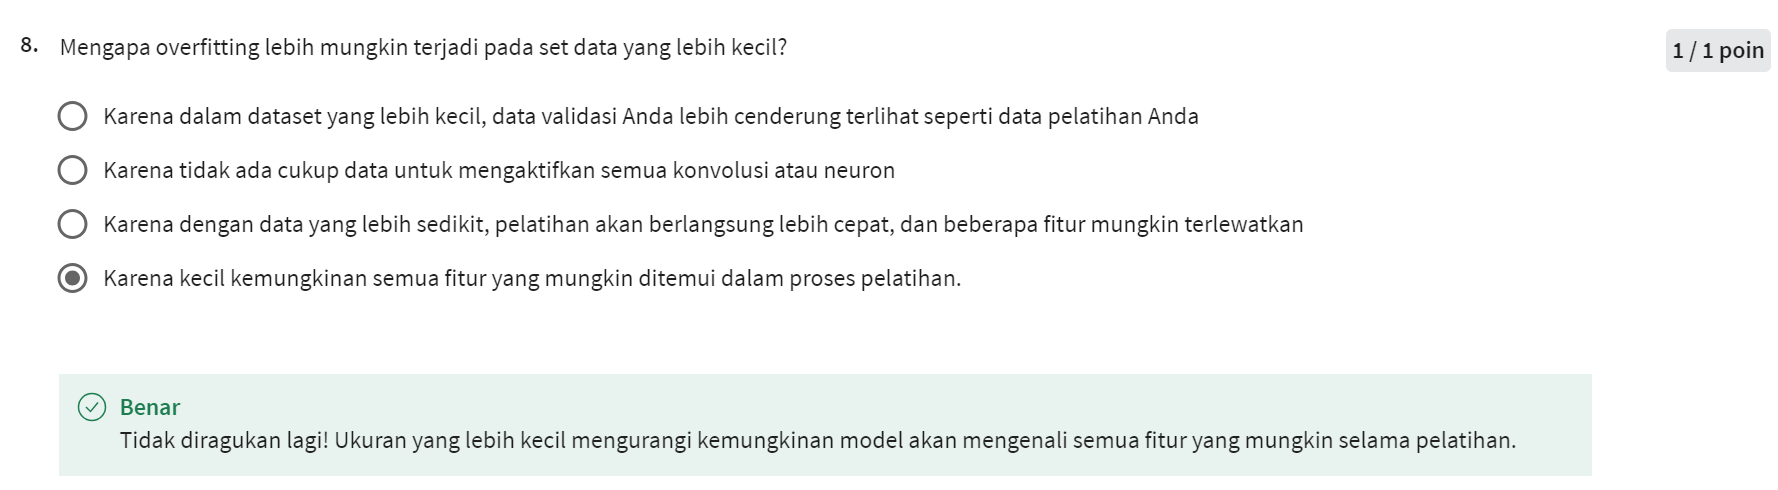 8. Mengapa overfitting lebih mungkin terjadi pada set data yang lebih kecil?
1 / 1 poin
Karena dalam dataset yang lebih kecil, data validasi Anda lebih cenderung terlihat seperti data pelatihan Anda
Karena tidak ada cukup data untuk mengaktifkan semua konvolusi atau neuron
Karena dengan data yang lebih sedikit, pelatihan akan berlangsung lebih cepat, dan beberapa fitur mungkin terlewatkan
Karena kecil kemungkinan semua fitur yang mungkin ditemui dalam proses pelatihan.
Benar
Tidak diragukan lagi! Ukuran yang lebih kecil mengurangi kemungkinan model akan mengenali semua fitur yang mungkin selama pelatihan.